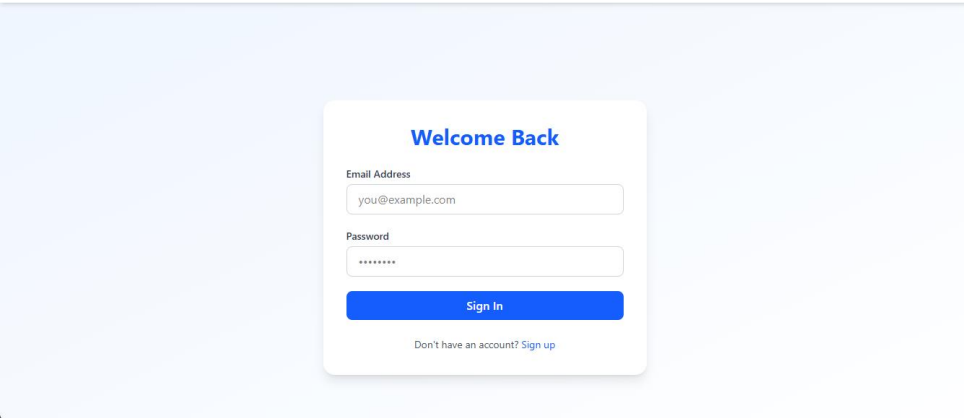 Welcome Back
Email Address
you@example.com
Password
••••••••
Sign In
Don't have an account? Sign up